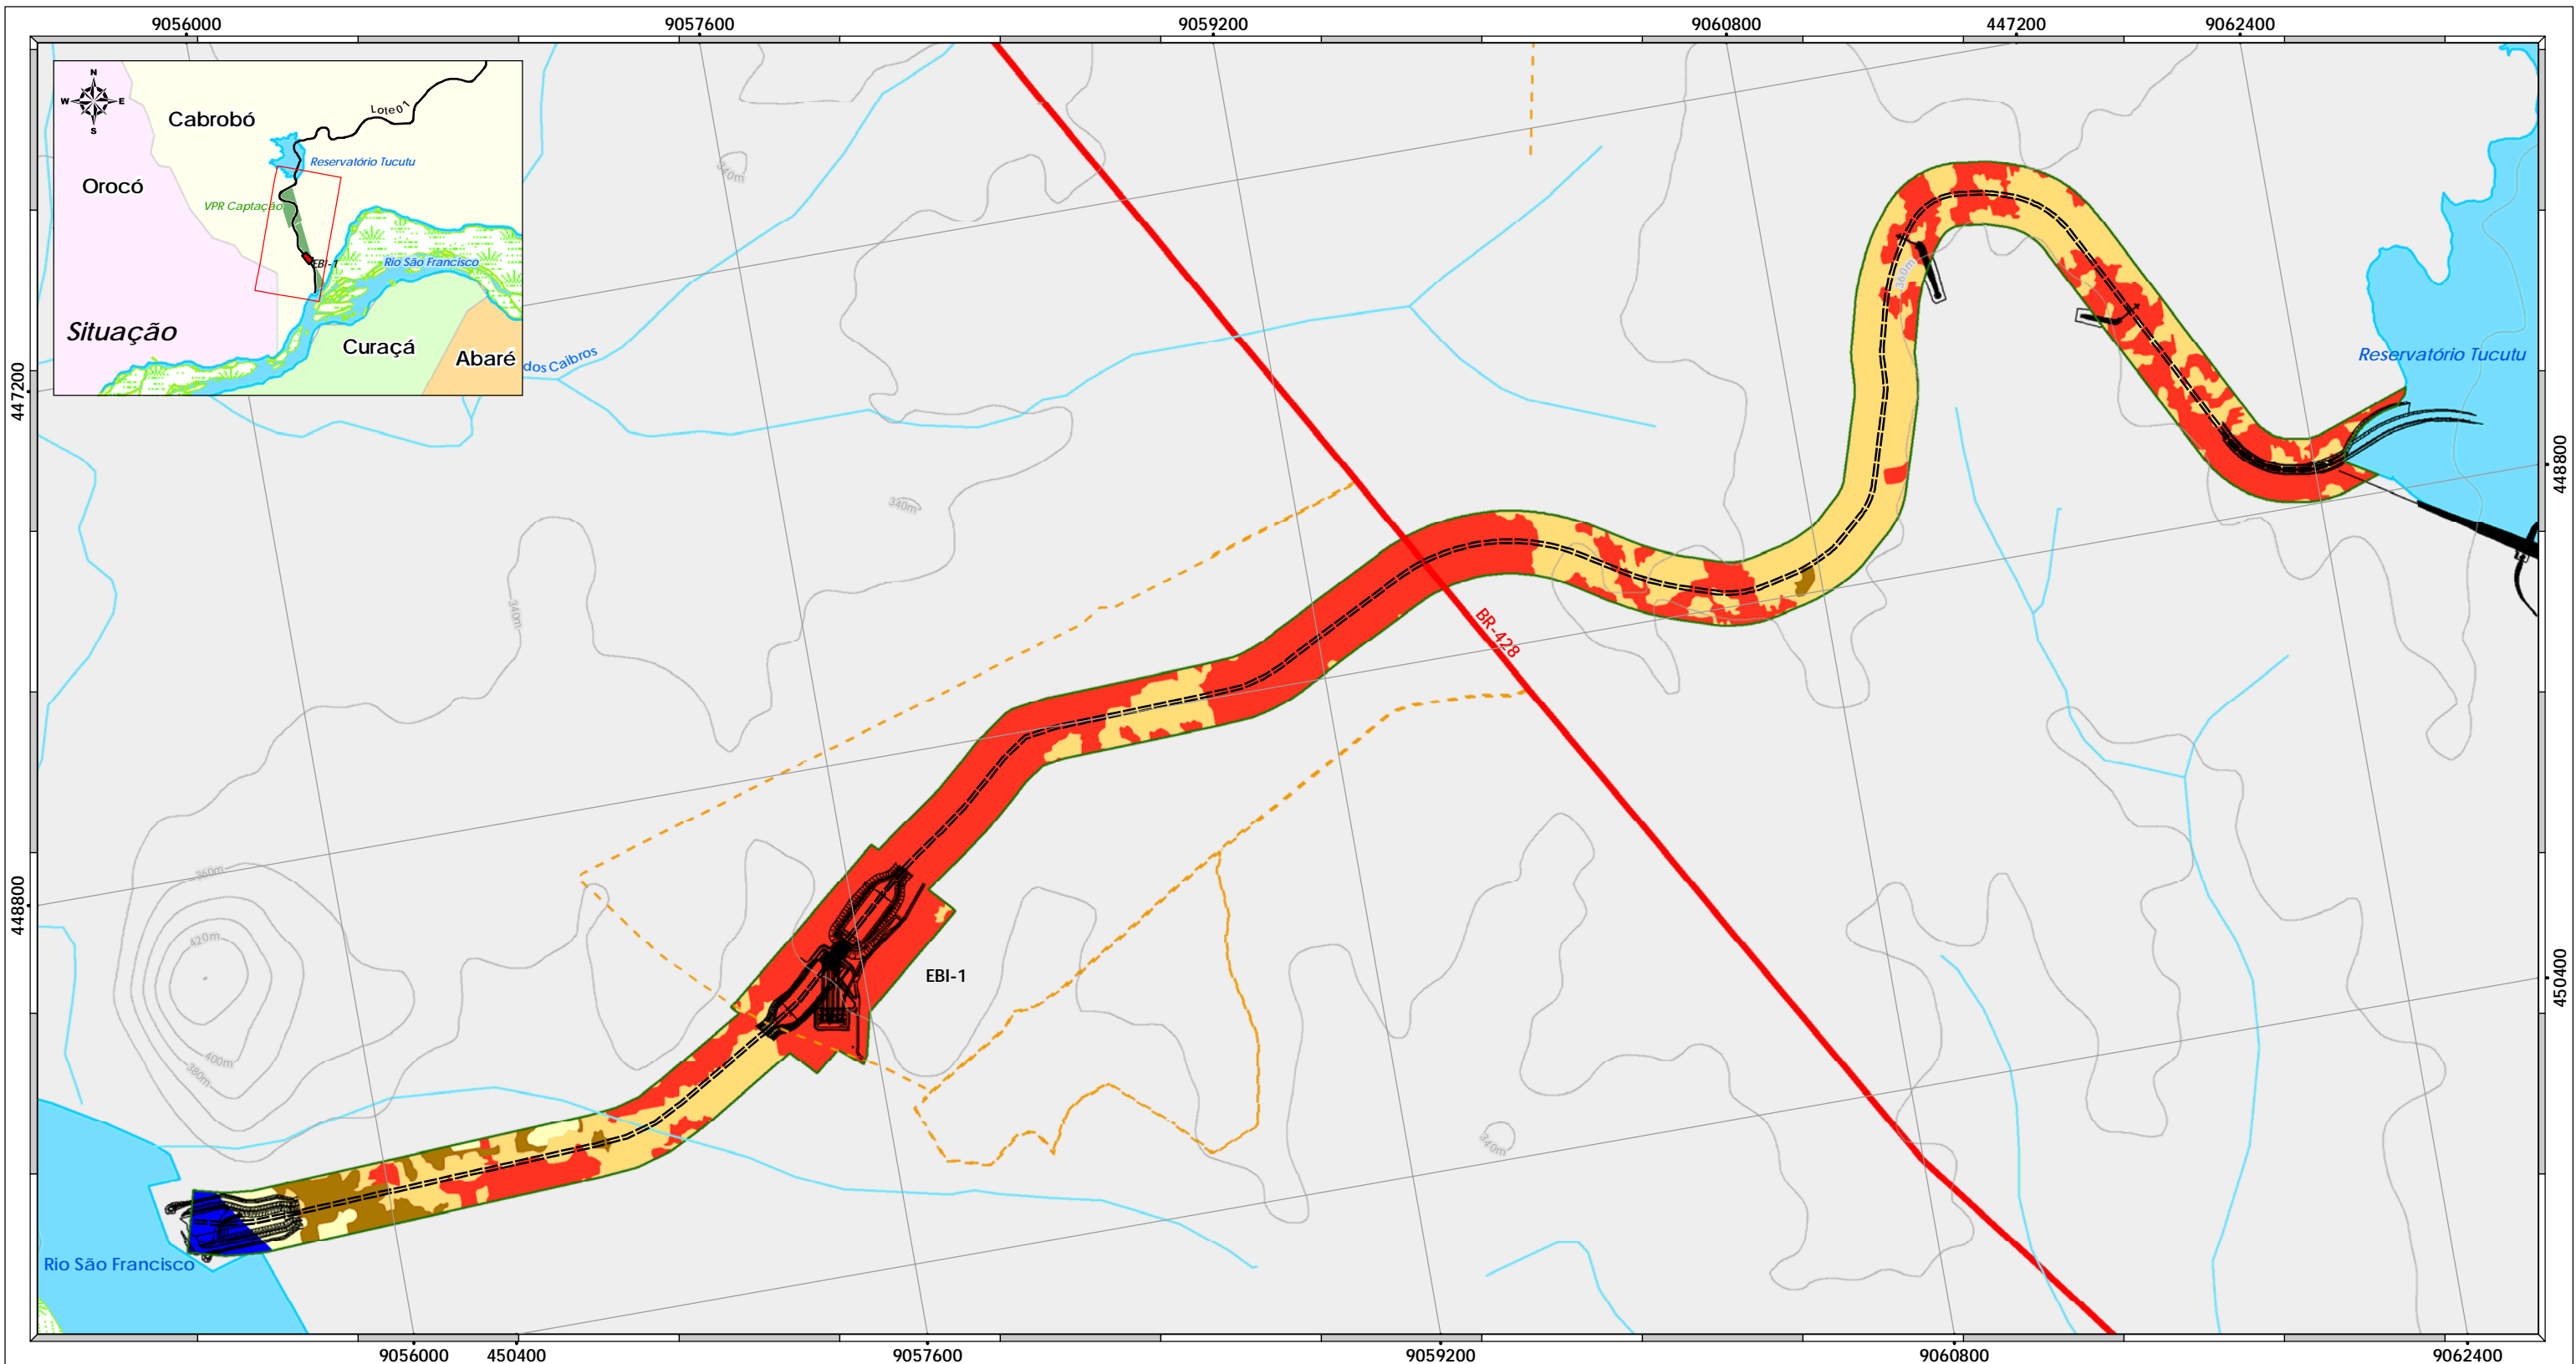 9056000
9057600
9059200
9060800
447200
9062400
N
W
E
S
Cabrobó
Lote01
Reservatório Tucutu
Orocó
VPR Captação
EBI-1
Rio São Francisco
Situação
Curaçá
Abaré
dos Caibros
340m
360m
Reservatório Tucutu
447200
448800
340m
340m
BR-428
360m
420m
400m
380m
448800
EBI-1
450400
340m
Rio São Francisco
9056000
450400
9057600
9059200
9060800
9062400